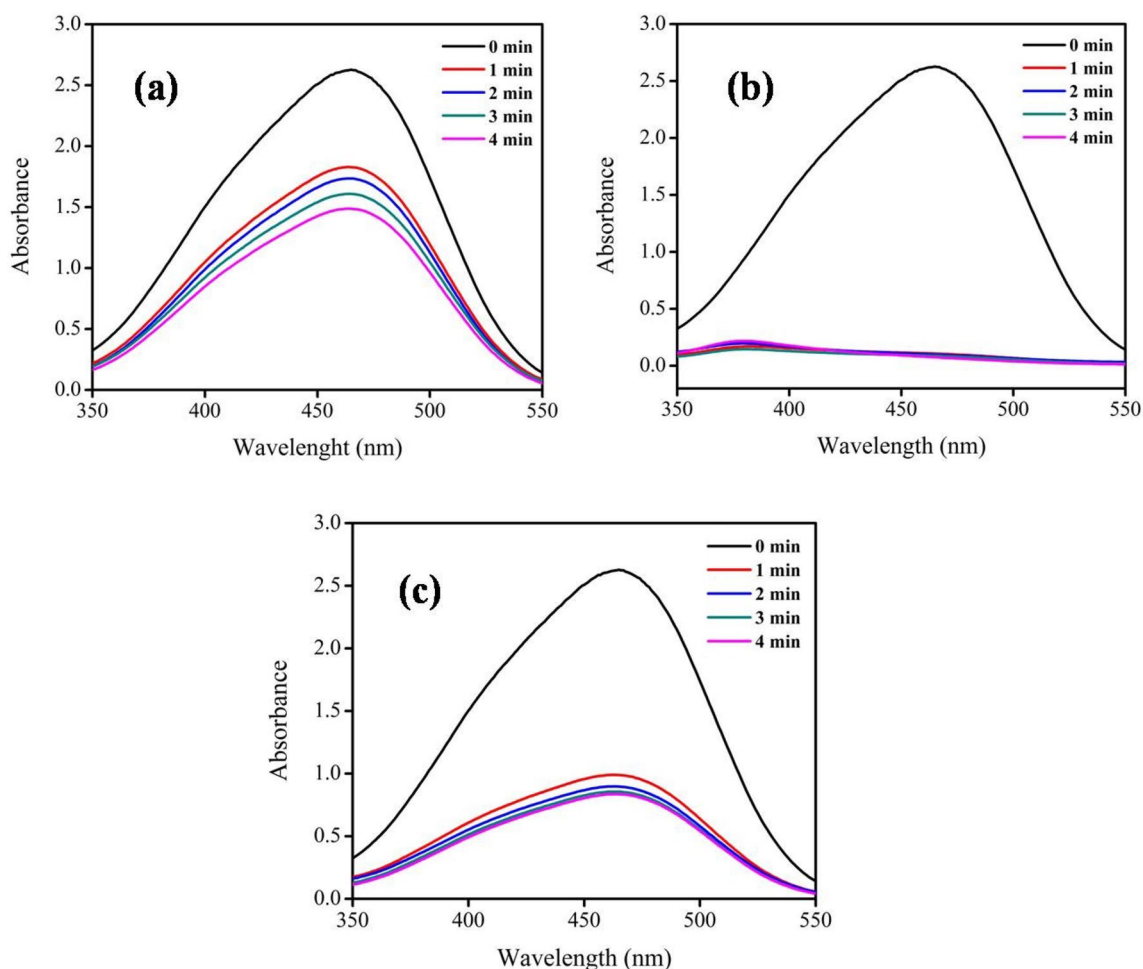 3.0
2.5
2.0
1.5
1.0
0.5
0.0
Absorbance
(a)
0 min
1 min
2 min
3 min
4 min
350 400 450 500 550
Wavelenght (nm)
3.0
2.5
2.0
1.5
1.0
0.5
0.0
Absorbance
(b)
0 min
1 min
2 min
3 min
4 min
350 400 450 500 550
Wavelength (nm)
3.0
2.5
2.0
1.5
1.0
0.5
0.0
Absorbance
(c)
0 min
1 min
2 min
3 min
4 min
350 400 450 500 550
Wavelength (nm)